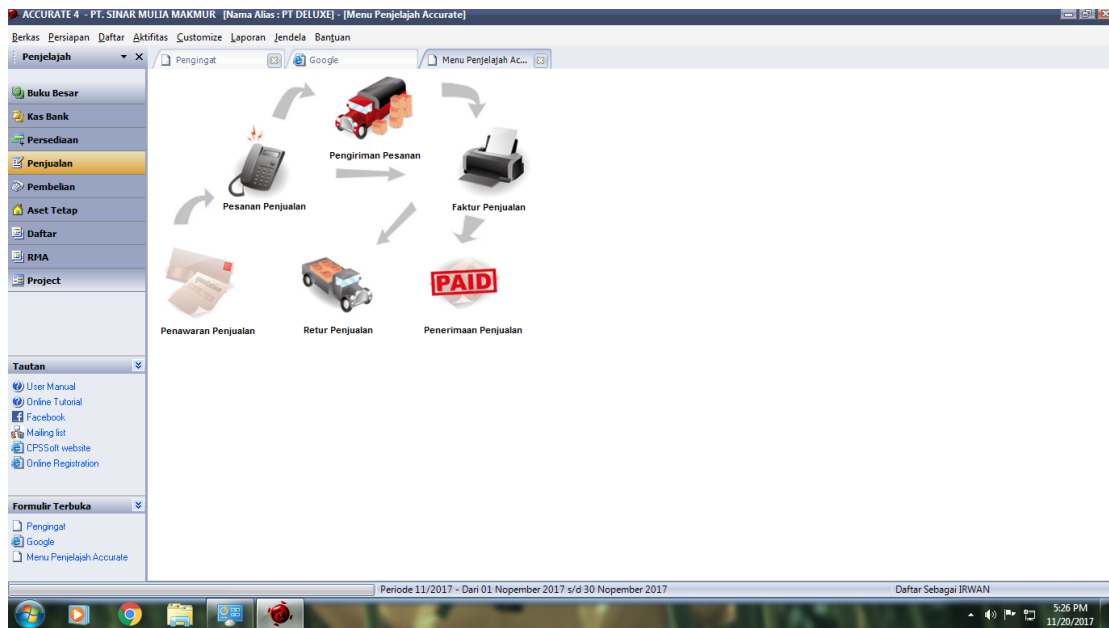 ACCURATE 4 - PT. SINAR MULIA MAKMUR [Nama Alias : PT DELUXE] - [Menu Penjelajah Accurate]
Berkas Persiapan Daftar Aktifitas Customize Laporan Jendela Bantuan
Penjelajah
Pengingat
Google
Menu Penjelajah Ac...
Buku Besar
Kas Bank
Persediaan
Penjualan
Pembelian
Aset Tetap
Daftar
RMA
Project
Pengiriman Pesanan
Pesanan Penjualan
Faktur Penjualan
quotation
PAID
Penawaran Penjualan
Retur Penjualan
Penerimaan Penjualan
Tautan
User Manual
Online Tutorial
Facebook
Mailing list
CPSSoft website
Online Registration
Formulir Terbuka
Pengingat
Google
Menu Penjelajah Accurate
Periode 11/2017 - Dari 01 Nopember 2017 s/d 30 Nopember 2017
Daftar Sebagai IRWAN
5:26 PM
11/20/2017